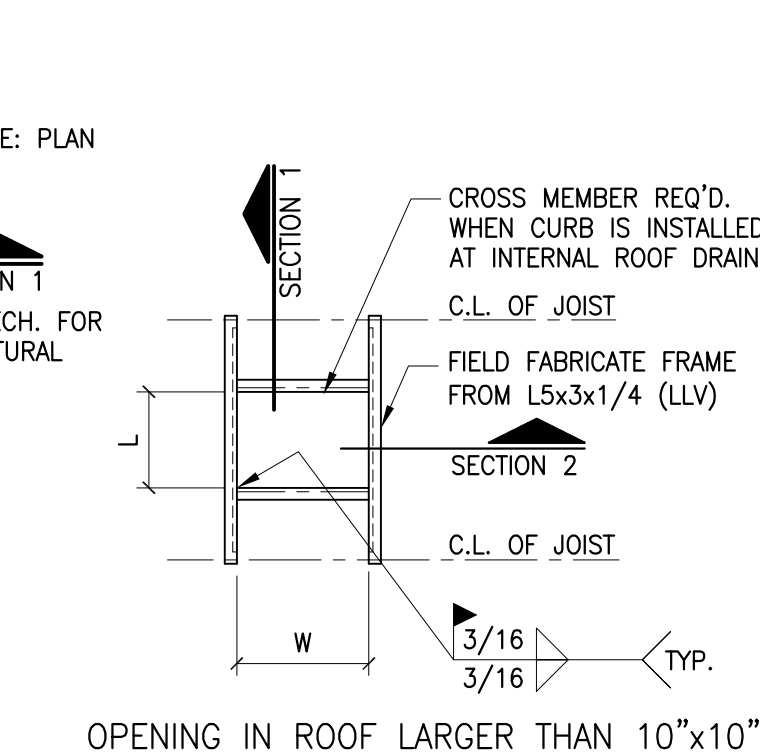 E: PLAN
N 1
ECH. FOR
TURAL
SECTION 1
CROSS MEMBER REQ'D.
WHEN CURB IS INSTALLED
AT INTERNAL ROOF DRAIN
C.L. OF JOIST
FIELD FABRICATE FRAME
FROM L5x3x1/4 (LLV)
L
SECTION 2
C.L. OF JOIST
W
3/16
3/16
TYP.
OPENING IN ROOF LARGER THAN 10"x10"